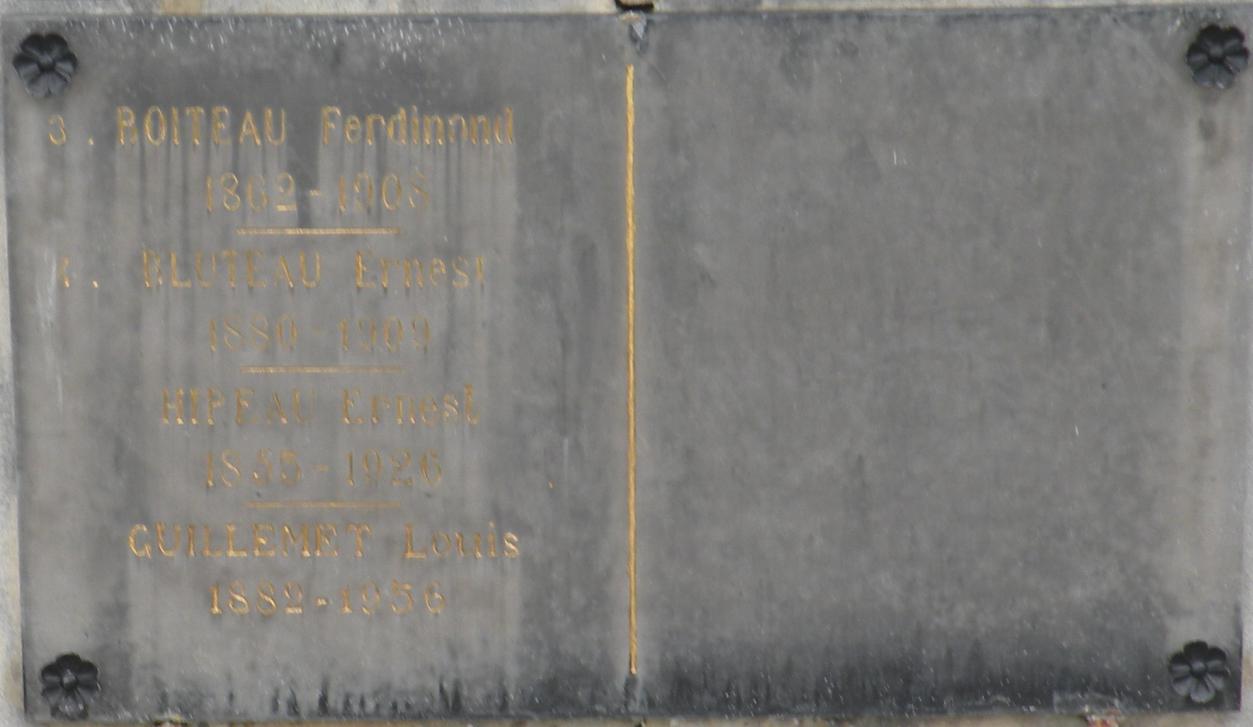 3. BOITEAU Ferdinand
1862-1908
4. BLUTEAU Ernest
1880-1909
HIPEAU Ernest
1855-1926
GUILLEMET Louis
1882-1956